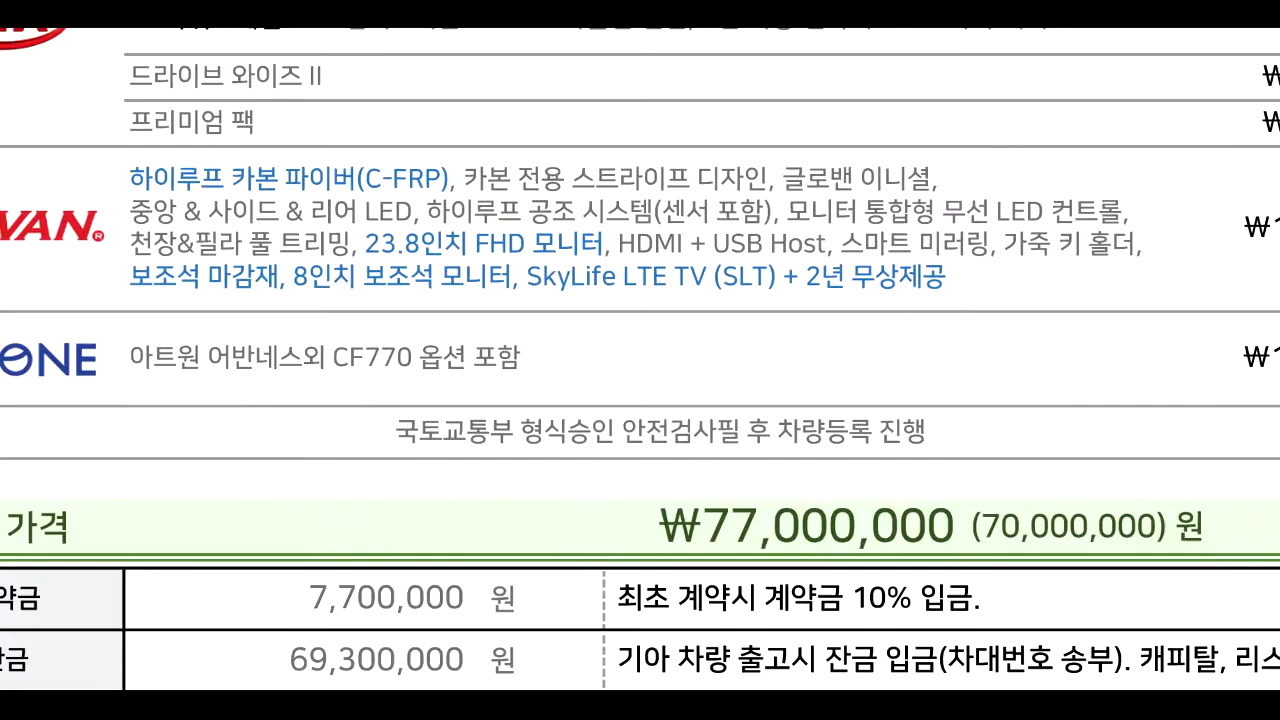 드라이브 와이즈 II ₩
프리미엄 팩 ₩
하이루프 카본 파이버(C-FRP), 카본 전용 스트라이프 디자인, 글로밴 이니셜,
중앙 & 사이드 & 리어 LED, 하이루프 공조 시스템(센서 포함), 모니터 통합형 무선 LED 컨트롤,
VAN® ₩1
천장&필라 풀 트리밍, 23.8인치 FHD 모니터, HDMI + USB Host, 스마트 미러링, 가죽 키 홀더,
보조석 마감재, 8인치 보조석 모니터, SkyLife LTE TV (SLT) + 2년 무상제공
ONE 아트원 어반네스외 CF770 옵션 포함 ₩1
국토교통부 형식승인 안전검사필 후 차량등록 진행
가격 ₩77,000,000 (70,000,000) 원
약금 7,700,000 원 최초 계약시 계약금 10% 입금.
잔금 69,300,000 원 기아 차량 출고시 잔금 입금(차대번호 송부). 캐피탈, 리스